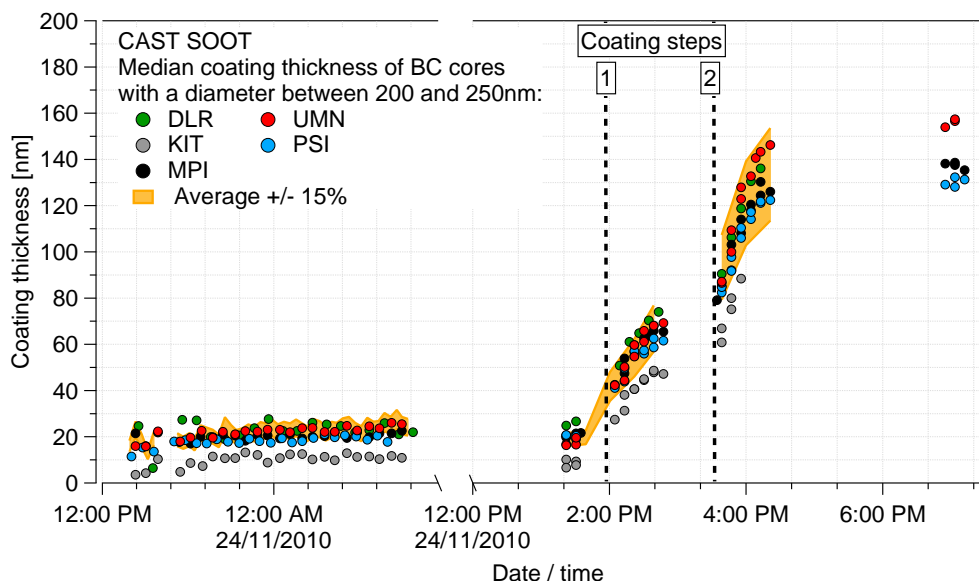 200
180
160
140
120
100
80
60
40
20
0
Coating thickness [nm]
CAST SOOT
Median coating thickness of BC cores
with a diameter between 200 and 250nm:
DLR UMN
KIT PSI
MPI
Average +/- 15%
Coating steps
1 2
12:00 PM 12:00 AM 12:00 PM 2:00 PM 4:00 PM 6:00 PM
24/11/2010 24/11/2010
Date / time